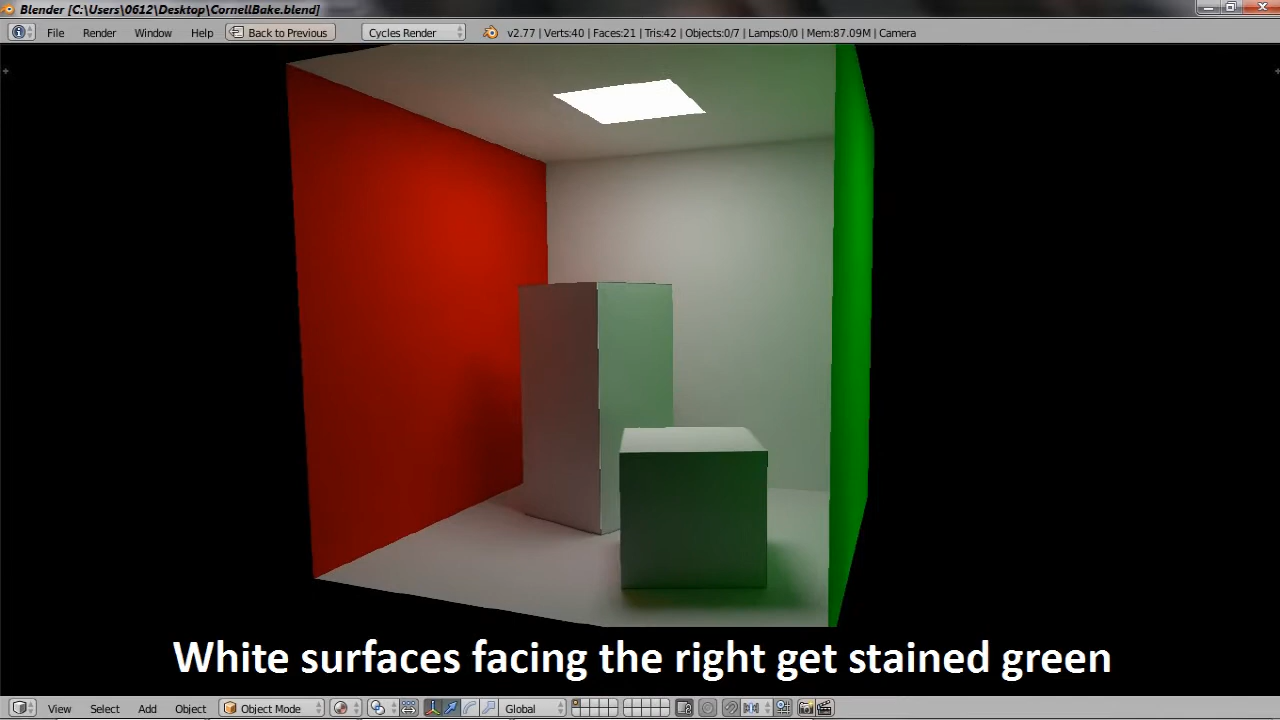 Blender [C:\Users\0612\Desktop\CornellBake.blend]
File Render Window Help Back to Previous Cycles Render v2.77 | Verts:40 | Faces:21 | Tris:42 | Objects:0/7 | Lamps:0/0 | Mem:87.09M | Camera
White surfaces facing the right get stained green
View Select Add Object Object Mode Global